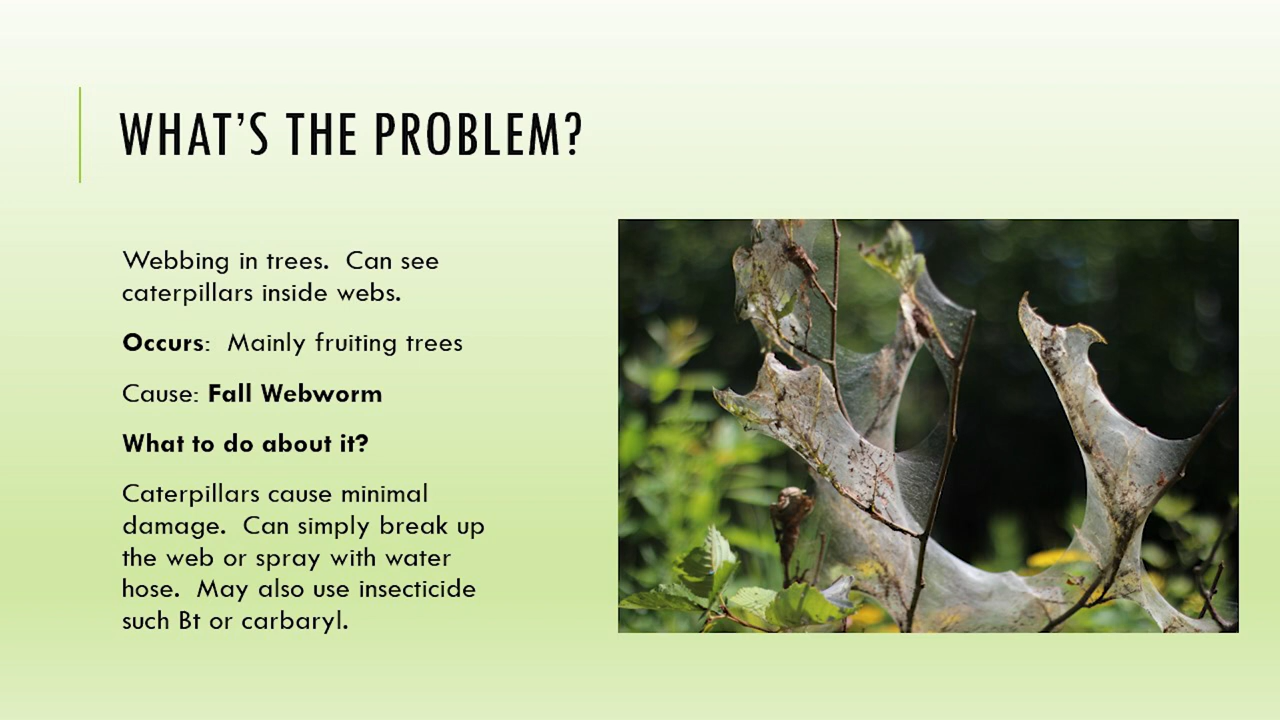 WHAT'S THE PROBLEM?
Webbing in trees.  Can see
caterpillars inside webs.
Occurs:  Mainly fruiting trees
Cause: Fall Webworm
What to do about it?
Caterpillars cause minimal
damage.  Can simply break up
the web or spray with water
hose.  May also use insecticide
such Bt or carbaryl.